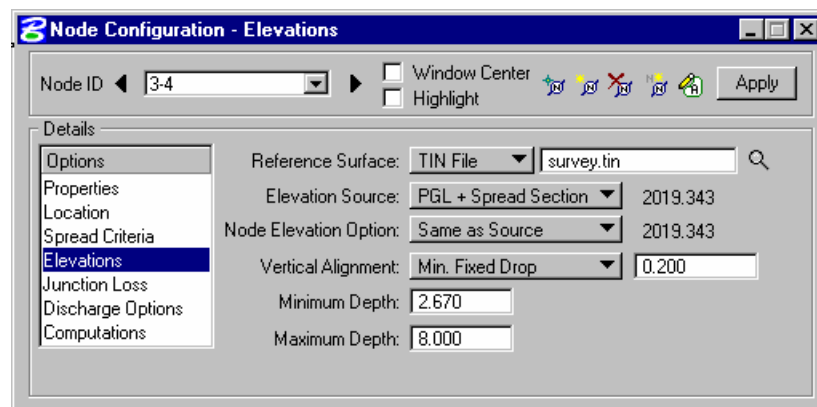 Node Configuration - Elevations
Node ID 3-4 Window Center Highlight Apply
Details
Options
Properties
Location
Spread Criteria
Elevations
Junction Loss
Discharge Options
Computations
Reference Surface: TIN File survey.tin
Elevation Source: PGL + Spread Section 2019.343
Node Elevation Option: Same as Source 2019.343
Vertical Alignment: Min. Fixed Drop 0.200
Minimum Depth: 2.670
Maximum Depth: 8.000